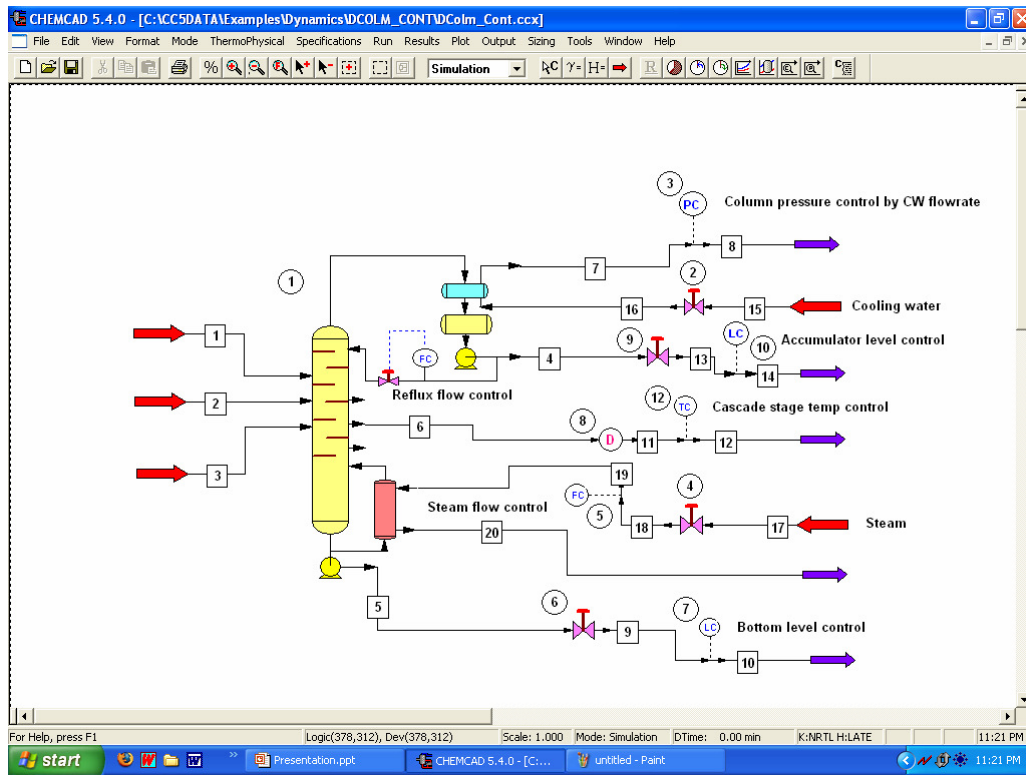 CHEMCAD 5.4.0 - [C:\CC5DATA\Examples\Dynamics\DCOLM_CONT\DColm_Cont.ccx]
File Edit View Format Mode ThermoPhysical Specifications Run Results Plot Output Sizing Tools Window Help
% R Simulation C γ= H= R
3
PC Column pressure control by CW flowrate
8
1 7 2
16 15 Cooling water
9 LC 10 Accumulator level control
1 FC 4 13 14
Reflux flow control 12 TC Cascade stage temp control
2 6 8 D 11 12
19 4
3 Steam flow control FC 5 18 17 Steam
20
6 7
5 9 LC Bottom level control
10
For Help, press F1 Logic(378,312), Dev(378,312) Scale: 1.000 Mode: Simulation DTime: 0.00 min K:NRTL H:LATE 11:21 PM
start W W » Presentation.ppt CHEMCAD 5.4.0 - [C:... untitled - Paint 11:21 PM